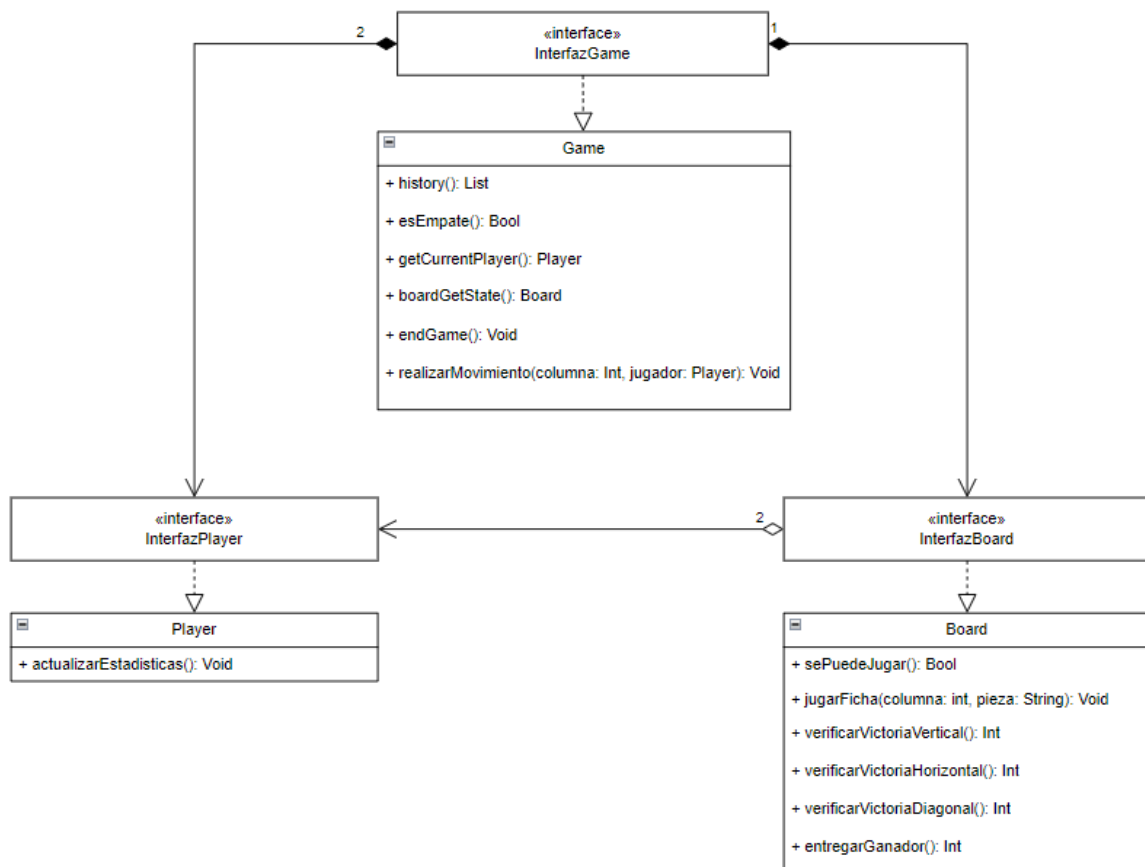 2
1
«interface»
InterfazGame
Game
+ history(): List
+ esEmpate(): Bool
+ getCurrentPlayer(): Player
+ boardGetState(): Board
+ endGame(): Void
+ realizarMovimiento(columna: Int, jugador: Player): Void
«interface»
InterfazPlayer
2
«interface»
InterfazBoard
Player
+ actualizarEstadisticas(): Void
Board
+ sePuedeJugar(): Bool
+ jugarFicha(columna: int, pieza: String): Void
+ verificarVictoriaVertical(): Int
+ verificarVictoriaHorizontal(): Int
+ verificarVictoriaDiagonal(): Int
+ entregarGanador(): Int